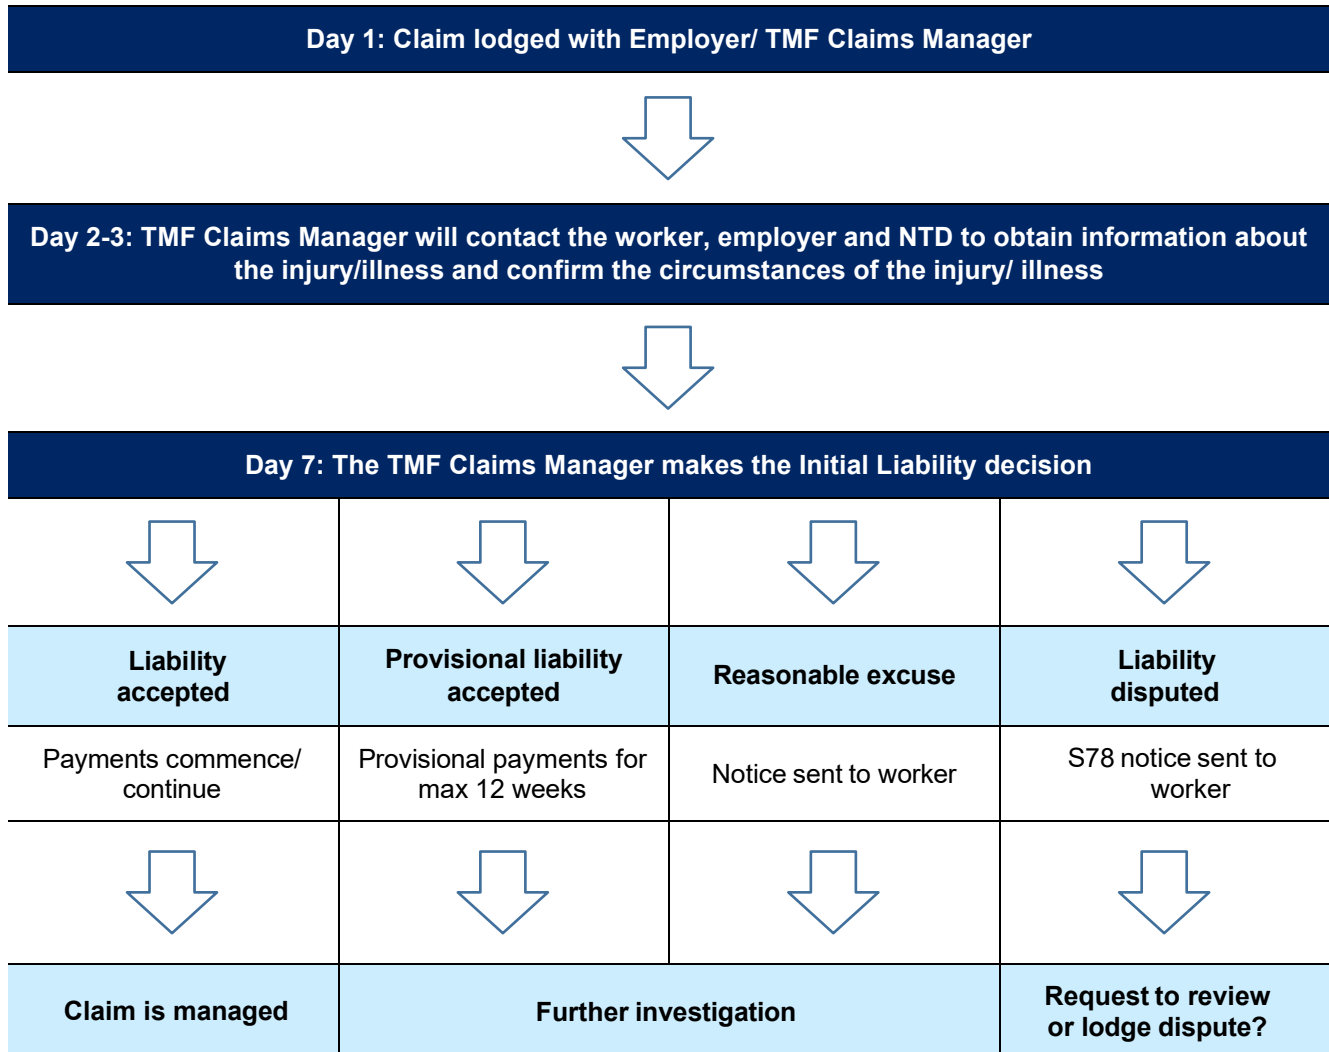 Day 1: Claim lodged with Employer/ TMF Claims Manager
Day 2-3: TMF Claims Manager will contact the worker, employer and NTD to obtain information about
the injury/illness and confirm the circumstances of the injury/ illness
Day 7: The TMF Claims Manager makes the Initial Liability decision
Liability
accepted
Provisional liability
accepted
Reasonable excuse
Liability
disputed
Payments commence/
continue
Provisional payments for
max 12 weeks
Notice sent to worker
S78 notice sent to
worker
Claim is managed
Further investigation
Request to review
or lodge dispute?